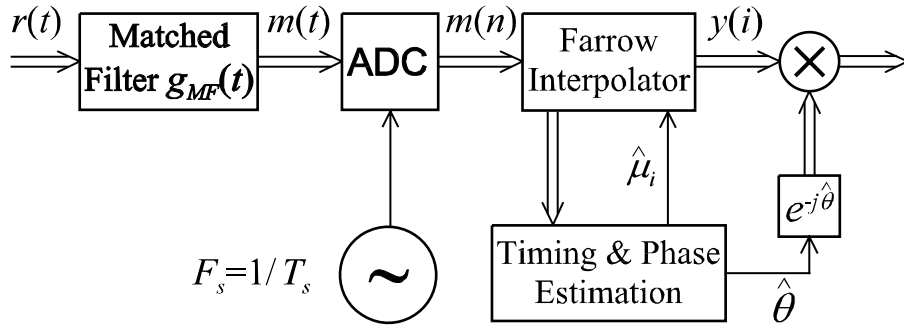 r(t)
Matched
Filter g_MF(t)
m(t)
ADC
m(n)
Farrow
Interpolator
y(i)
×
μ̂_i
e^{-jθ̂}
F_s=1/T_s
~
Timing & Phase
Estimation
θ̂